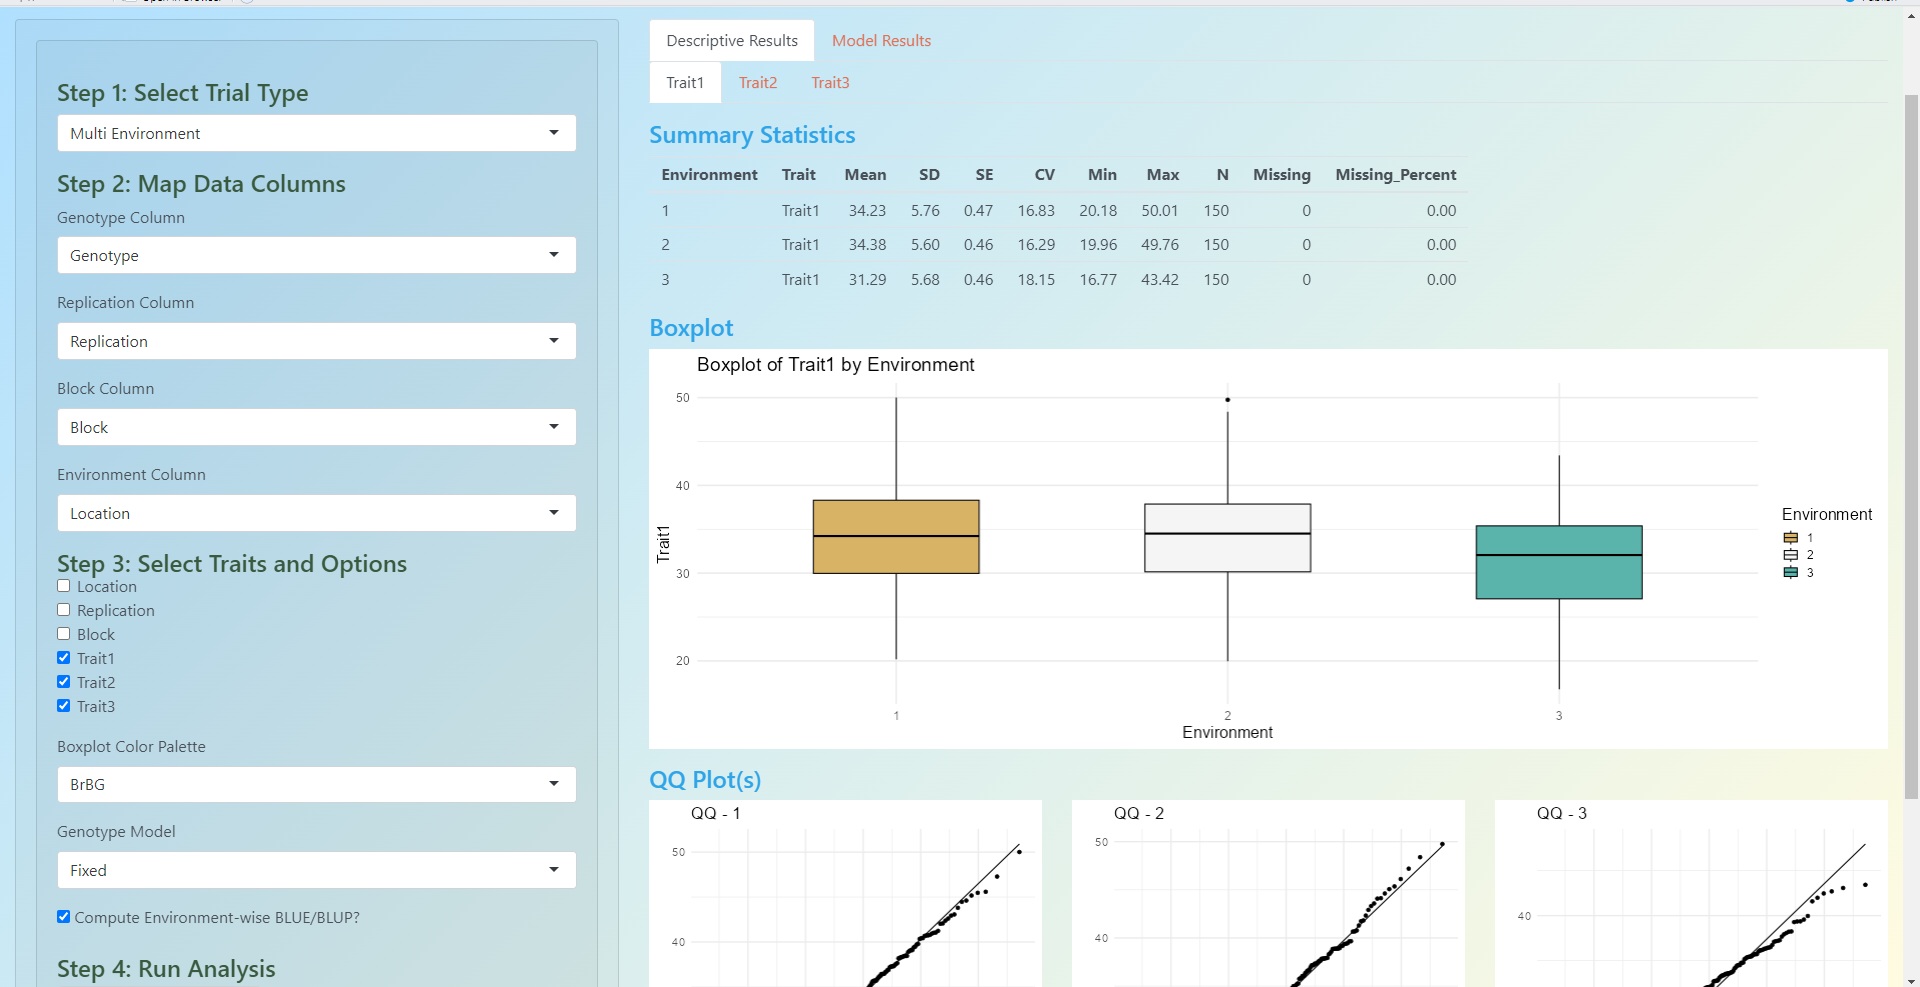 Step 1: Select Trial Type
Multi Environment
Step 2: Map Data Columns
Genotype Column
Genotype
Replication Column
Replication
Block Column
Block
Environment Column
Location
Step 3: Select Traits and Options
Location
Replication
Block
Trait1
Trait2
Trait3
Boxplot Color Palette
BrBG
Genotype Model
Fixed
Compute Environment-wise BLUE/BLUP?
Step 4: Run Analysis
Descriptive Results Model Results
Trait1 Trait2 Trait3
Summary Statistics
Environment Trait Mean SD SE CV Min Max N Missing Missing_Percent
1 Trait1 34.23 5.76 0.47 16.83 20.18 50.01 150 0 0.00
2 Trait1 34.38 5.60 0.46 16.29 19.96 49.76 150 0 0.00
3 Trait1 31.29 5.68 0.46 18.15 16.77 43.42 150 0 0.00
Boxplot
Boxplot of Trait1 by Environment
50
40
30
20
Trait1
1 2 3
Environment
Environment
1
2
3
QQ Plot(s)
QQ - 1
50
40
QQ - 2
50
40
QQ - 3
40